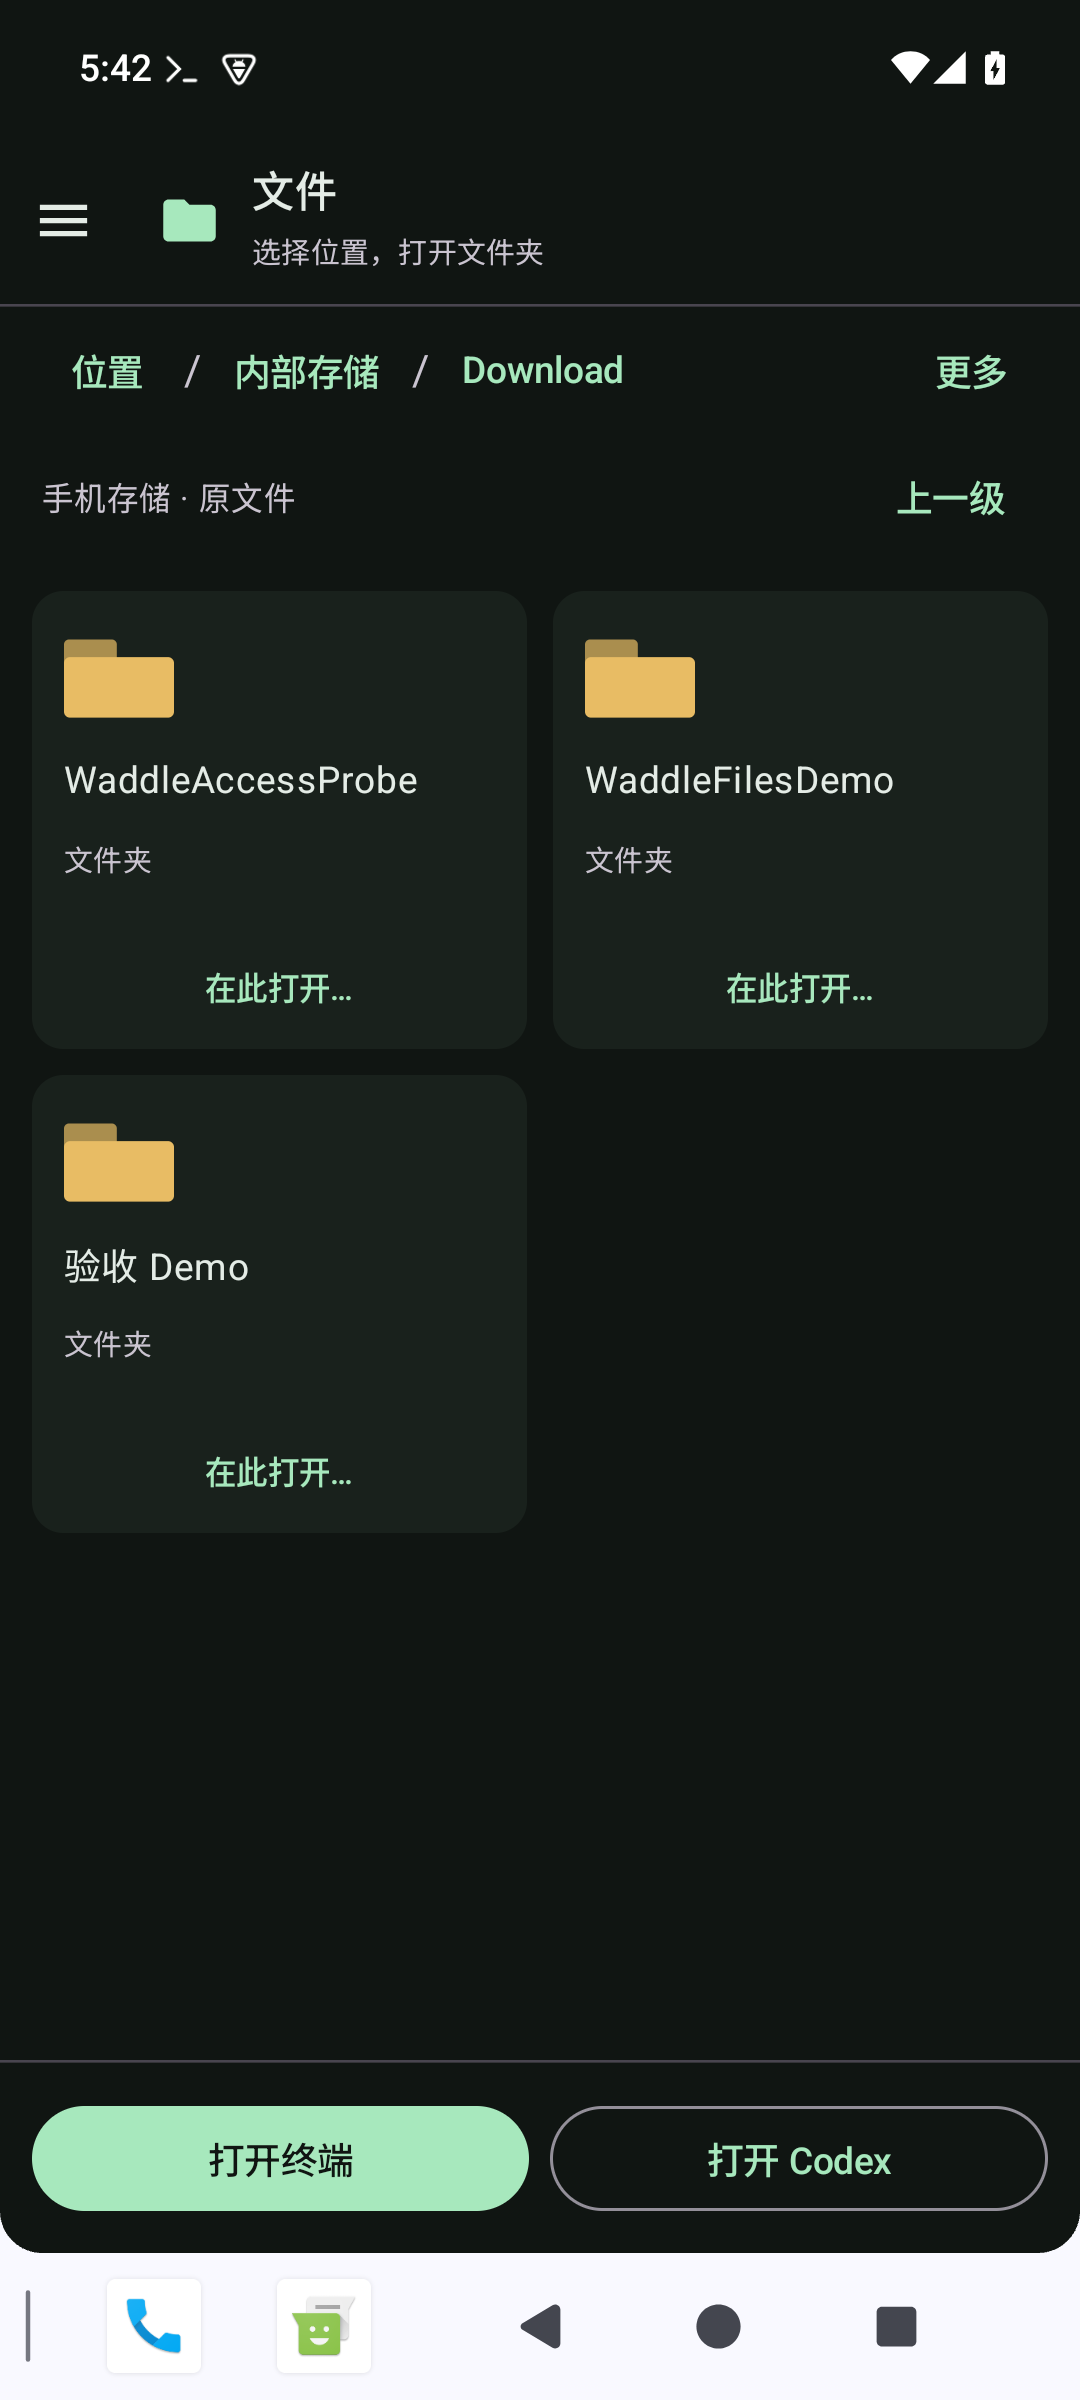 5:42
文件
选择位置，打开文件夹
位置 / 内部存储 / Download 更多
手机存储 · 原文件 上一级
WaddleAccessProbe
文件夹
在此打开…
WaddleFilesDemo
文件夹
在此打开…
验收 Demo
文件夹
在此打开…
打开终端
打开 Codex